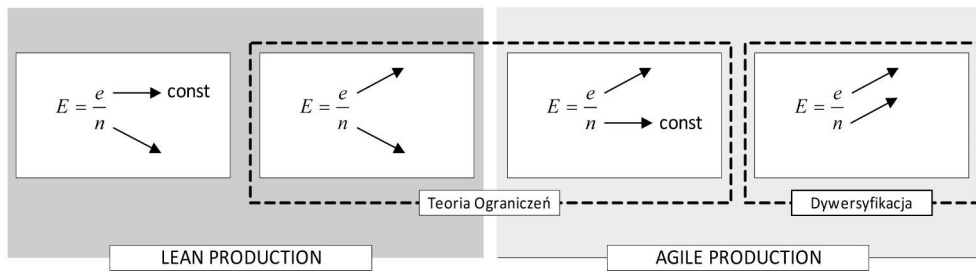 E = e/n const
E = e/n
E = e/n const
E = e/n
Teoria Ograniczeń
Dywersyfikacja
LEAN PRODUCTION
AGILE PRODUCTION